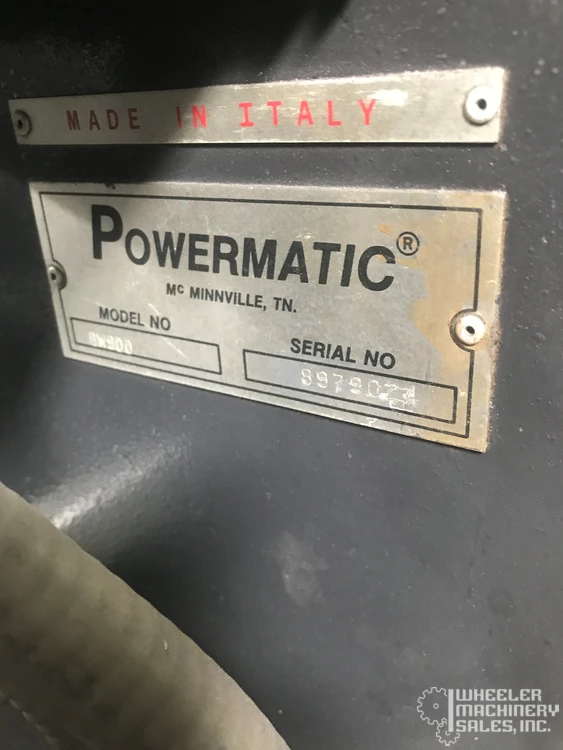 MADE IN ITALY
POWERMATIC®
Mc MINNVILLE, TN.
MODEL NO
SERIAL NO
WHEELER
MACHINERY
SALES, INC.